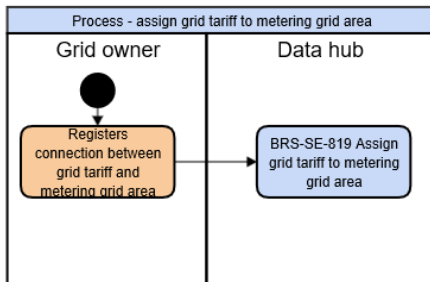 Process - assign grid tariff to metering grid area
Grid owner
Data hub
Registers
connection between
grid tariff and
metering grid area
BRS-SE-819 Assign
grid tariff to metering
grid area